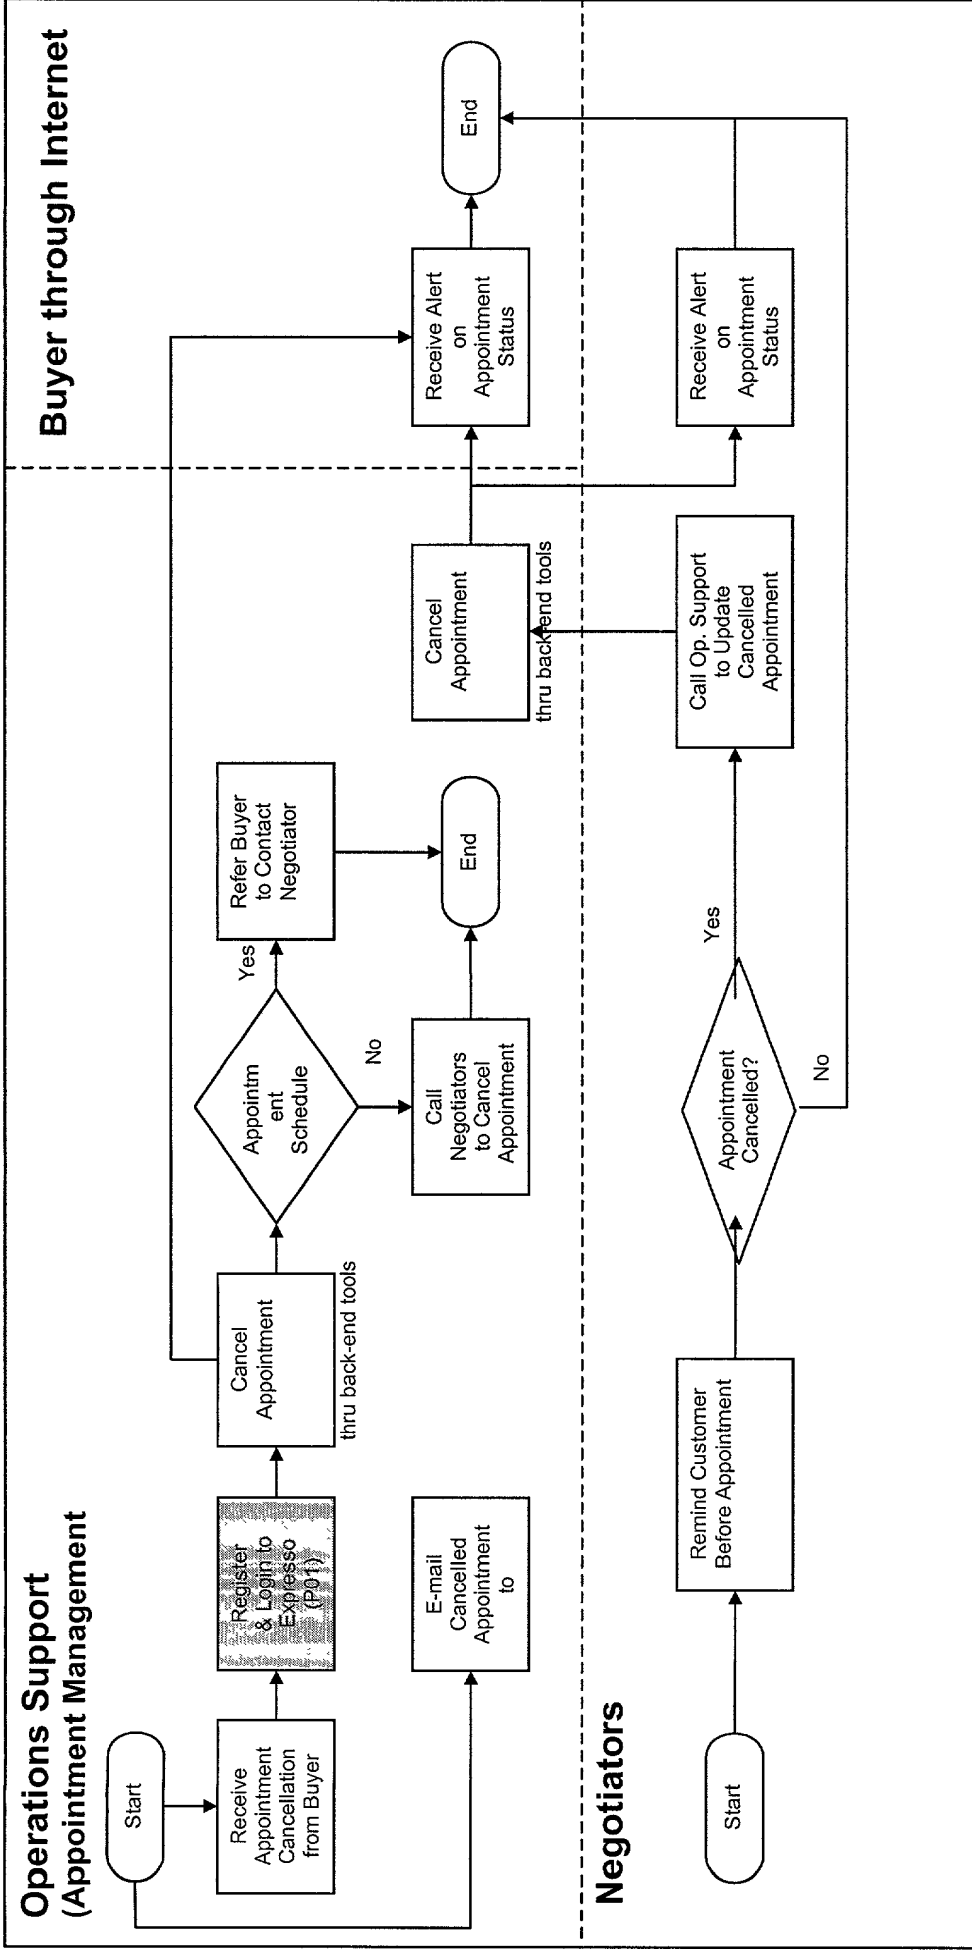 Operations Support
(Appointment Management
Buyer through Internet
Start
Receive
Appointment
Cancellation
from Buyer
Register
& Login to
Expresso
(P01)
Cancel
Appointment
thru back-end tools
Appointm
ent
Schedule
Yes
No
Refer Buyer
to Contact
Negotiator
Call
Negotiators
to Cancel
Appointment
End
E-mail
Cancelled
Appointment
to
Cancel
Appointment
thru back-end tools
Receive Alert
on
Appointment
Status
End
Negotiators
Start
Remind Customer
Before Appointment
Appointment
Cancelled?
Yes
No
Call Op. Support
to Update
Cancelled
Appointment
Receive Alert
on
Appointment
Status